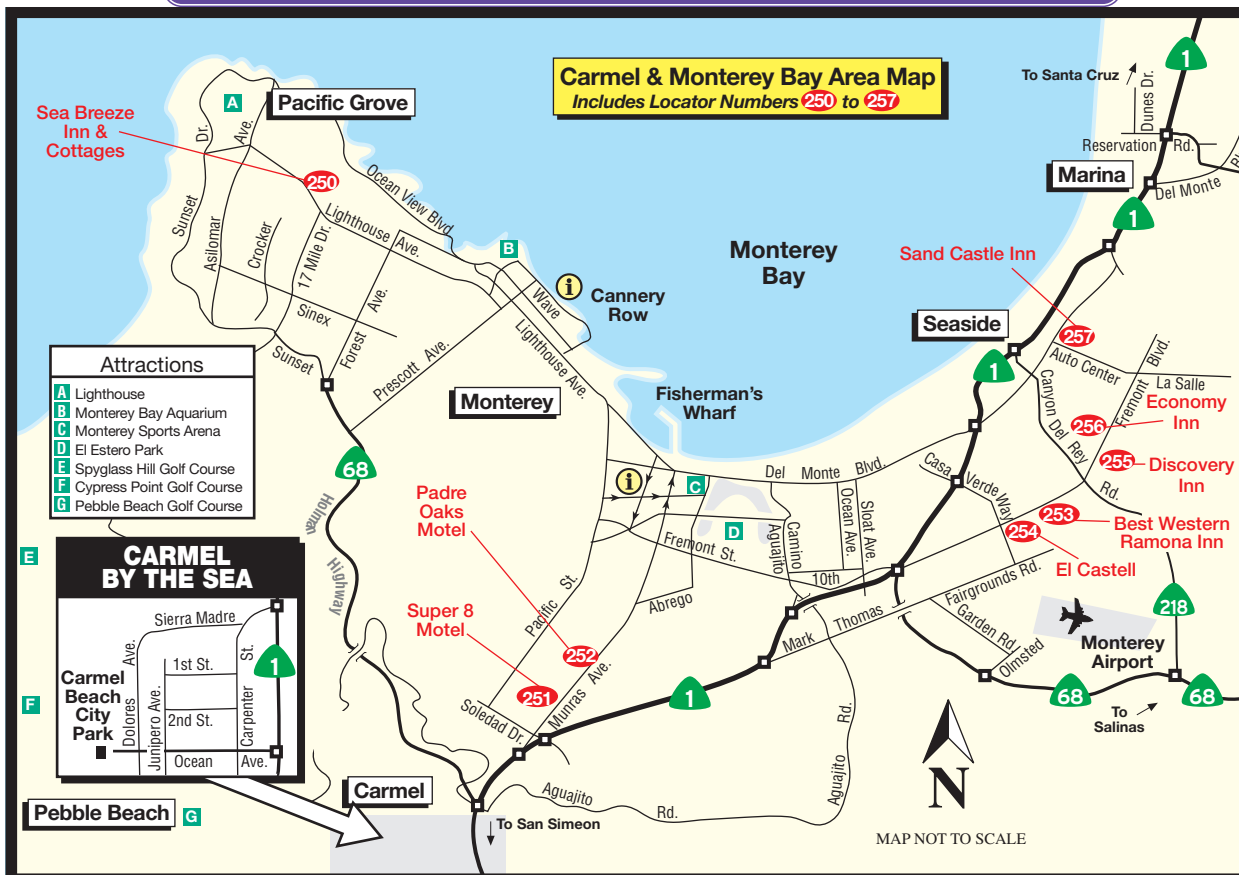 Carmel & Monterey Bay Area Map
Includes Locator Numbers 250 to 257
To Santa Cruz
1
Dunes Dr.
Reservation Rd.
Marina
Del Monte
1
A
Pacific Grove
Sea Breeze
Inn &
Cottages
250
Sunset Dr.
Asilomar Ave.
Crocker
17 Mile Dr.
Sinex
Sunset
Forest Ave.
Lighthouse Ave.
Ocean View Blvd.
B
Wave
Cannery
Row
Prescott Ave.
Lighthouse Ave.
Monterey
Bay
Sand Castle Inn
257
Seaside
1
Auto Center
Fremont Blvd.
La Salle
Canyon Del Rey Rd.
256
Economy
Inn
255
Discovery
Inn
253
Best Western
Ramona Inn
254
El Castell
Attractions
A Lighthouse
B Monterey Bay Aquarium
C Monterey Sports Arena
D El Estero Park
E Spyglass Hill Golf Course
F Cypress Point Golf Course
G Pebble Beach Golf Course
Monterey
Fisherman's
Wharf
68
Holman Highway
i
i
C
D
Del Monte Blvd.
Casa Verde Way
Ocean Ave.
Sloat Ave.
Camino Aguajito
10th
Fremont St.
Abrego
Pacific St.
Padre
Oaks
Motel
252
Super 8
Motel
251
Munras Ave.
Soledad Dr.
Mark Thomas
Fairgrounds Rd.
Garden Rd.
Olmsted
Monterey
Airport
218
68
68
To
Salinas
1
Aguajito Rd.
Aguajito Rd.
E
F
CARMEL
BY THE SEA
Sierra Madre
Dolores Ave.
Junipero Ave.
1st St.
2nd St.
Carpenter St.
1
Ocean Ave.
Carmel
Beach
City
Park
Pebble Beach
G
Carmel
To San Simeon
N
MAP NOT TO SCALE